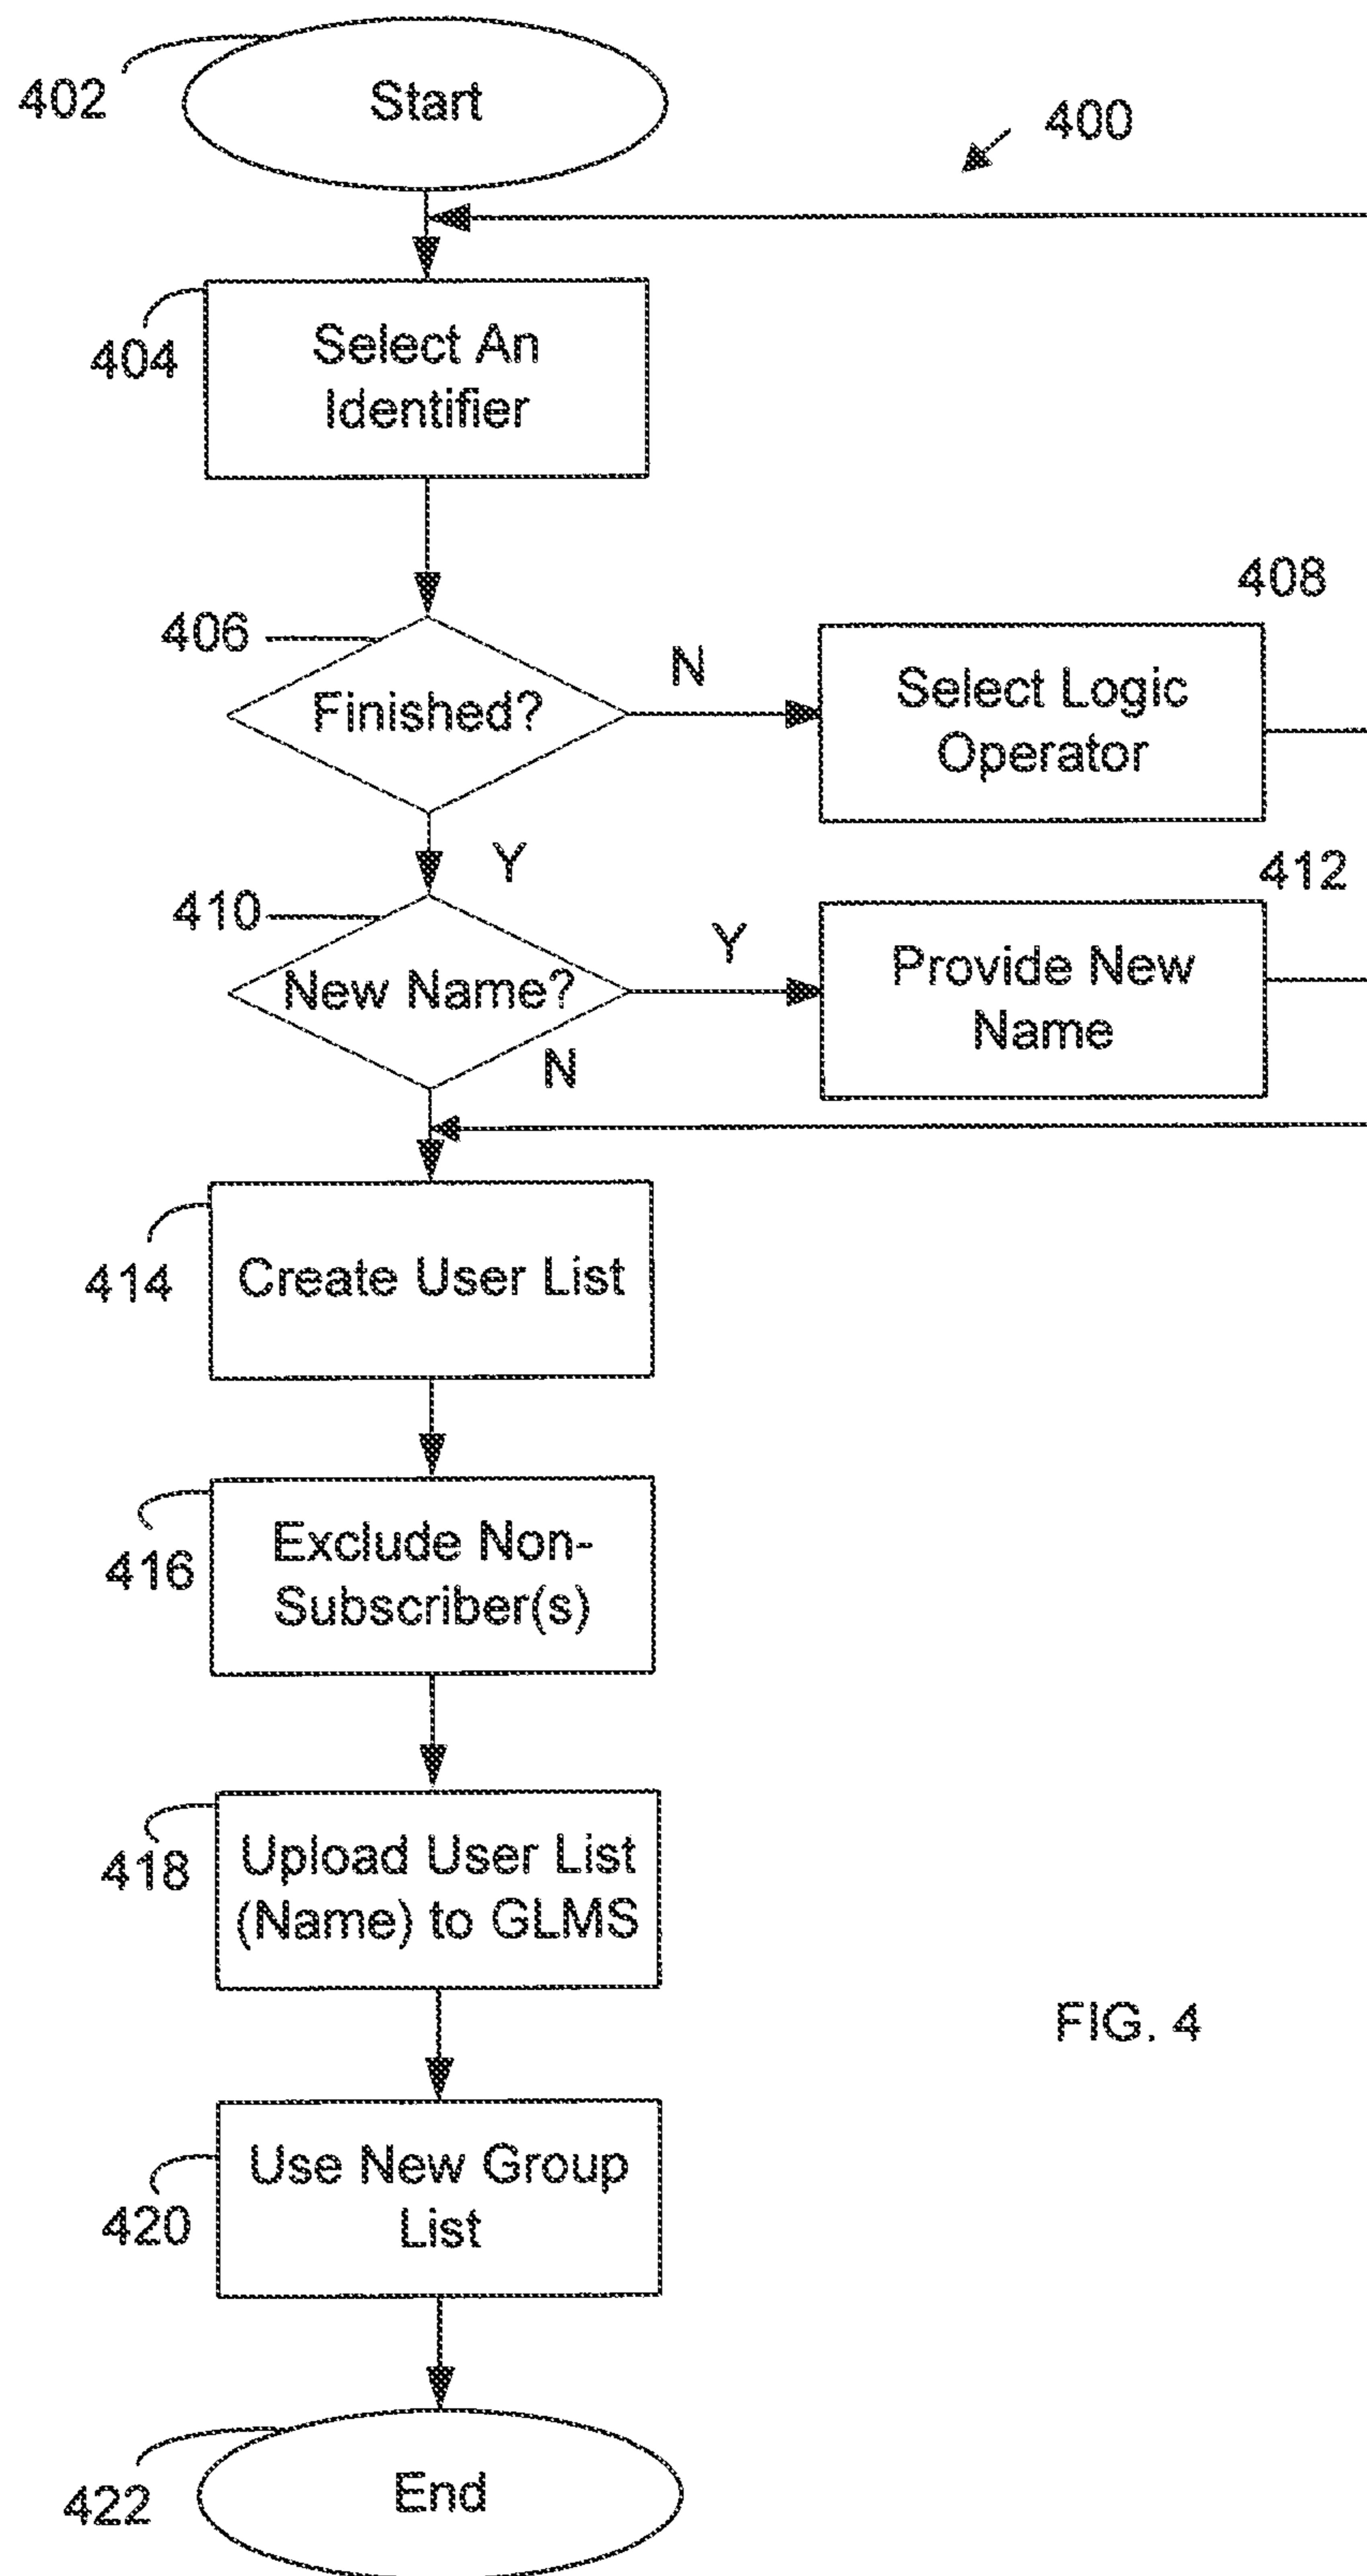 402
Start
400
404
Select An
Identifier
408
406
Finished?
N
Select Logic
Operator
Y
412
410
New Name?
Y
Provide New
Name
N
414
Create User List
416
Exclude Non-
Subscriber(s)
418
Upload User List
(Name) to GLMS
FIG. 4
420
Use New Group
List
422
End